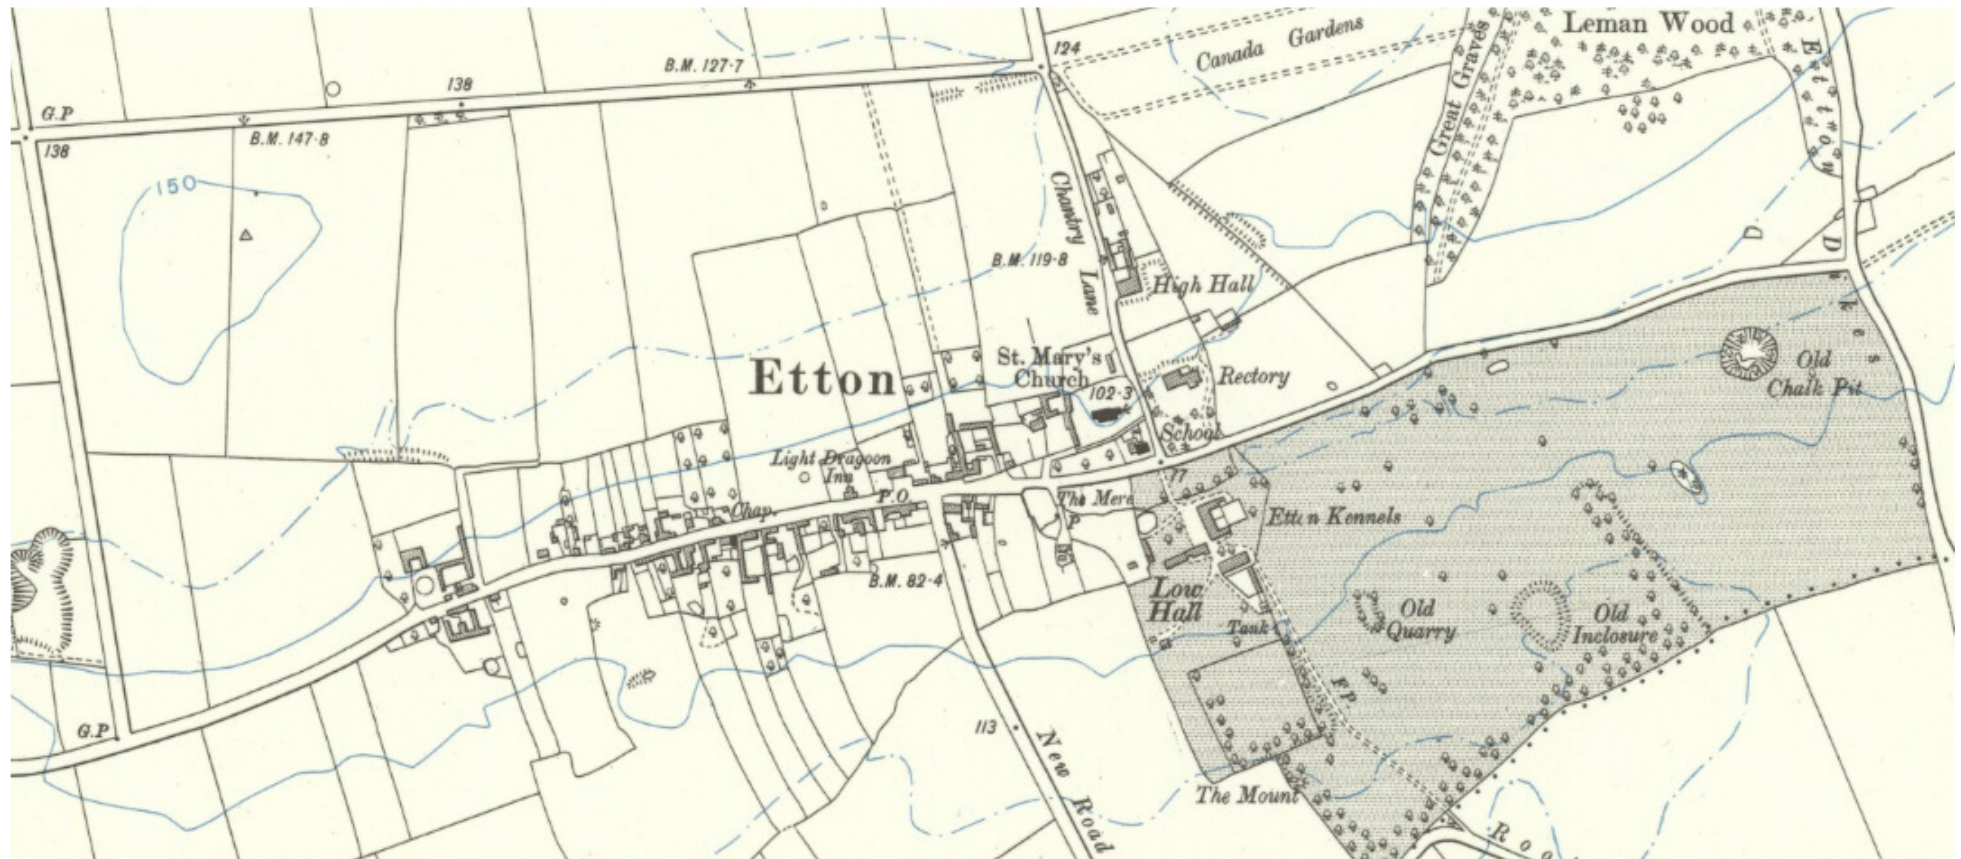 Leman Wood
Canada Gardens
Great Graves
Etton
124
B.M. 127·7
138
G.P
B.M. 147·8
138
150
Chantry
Lane
B.M. 119·8
High Hall
D
Dykes
Etton
St. Mary's
Church
102·3
Rectory
Old
Chalk Pit
School
Light Dragoon
Inn
P.O.
77
The Mere
Chap.
P
Etton Kennels
B.M. 82·4
Low
Hall
Tank
Old
Quarry
Old
Inclosure
F.P.
G.P
113
New Road
The Mount